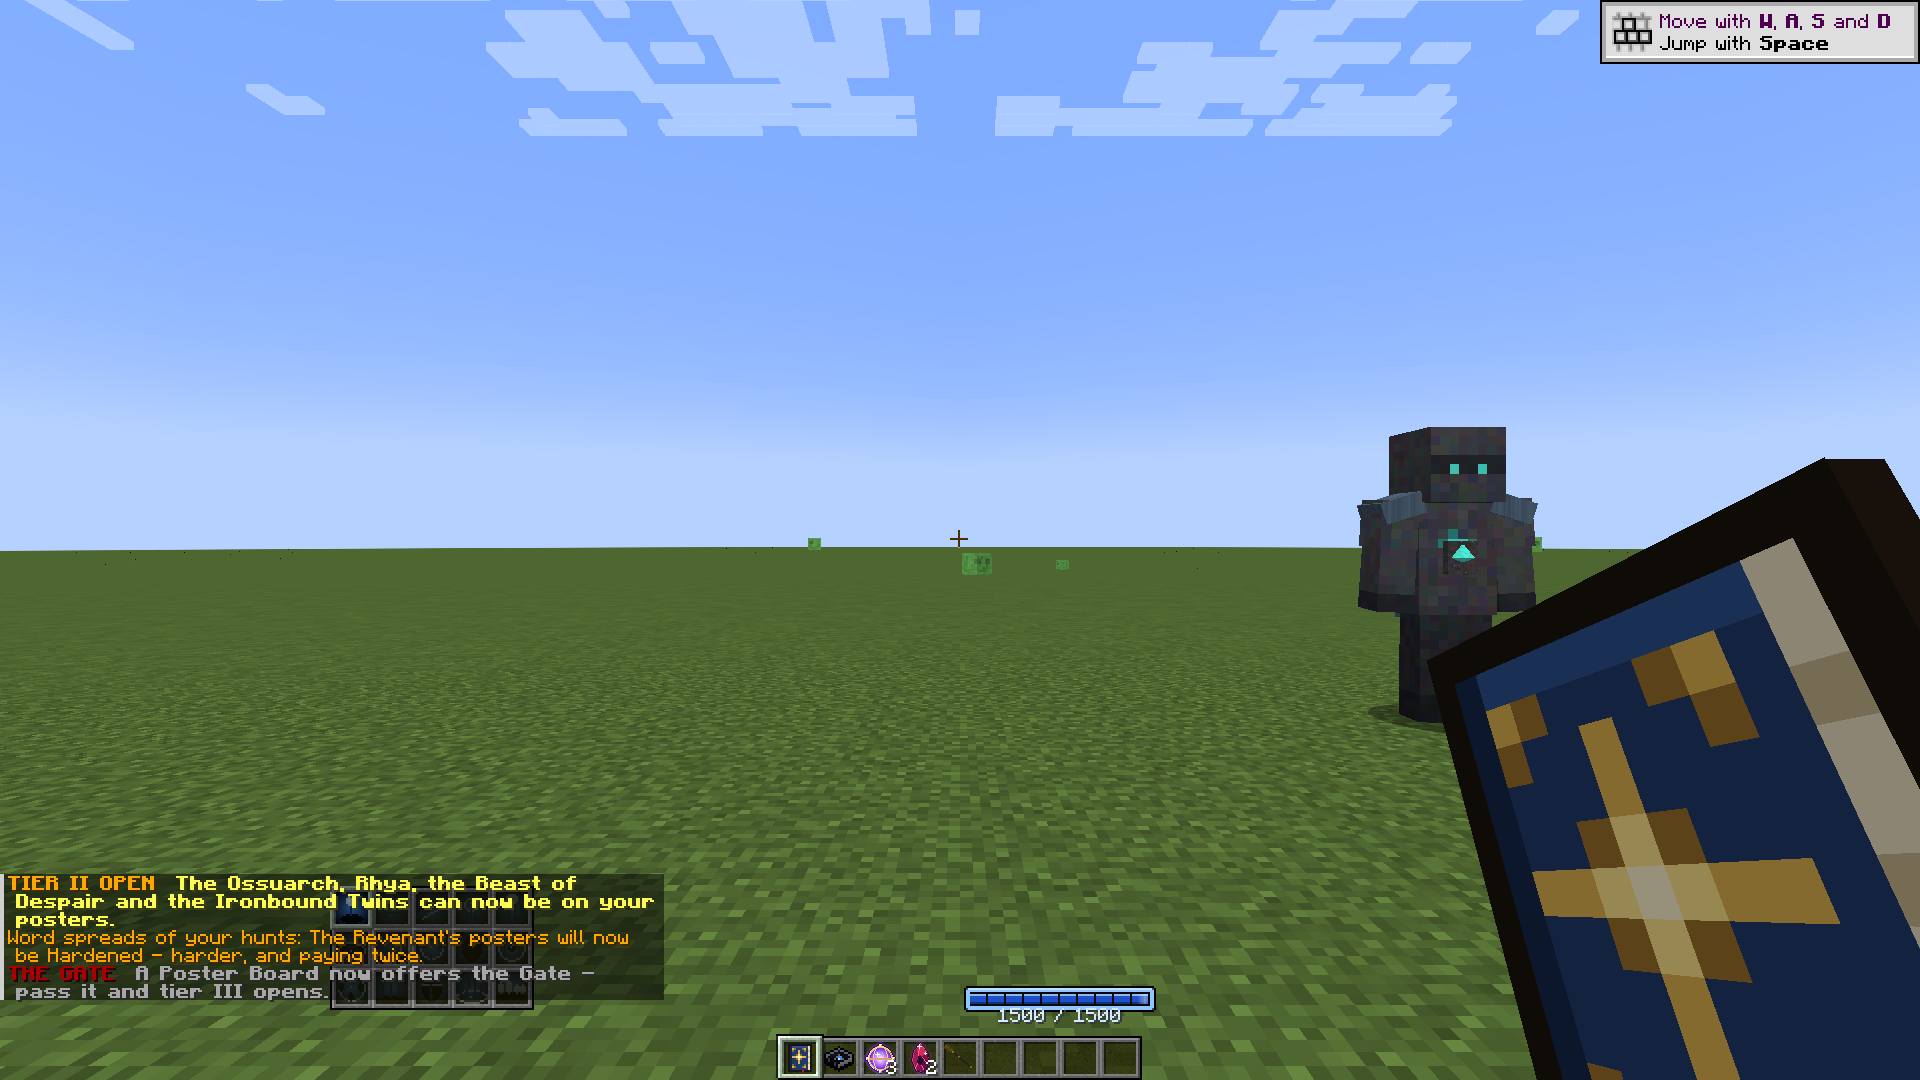 Move with W, A, S and D
Jump with Space
TIER II OPEN The Ossuarch, Rhya, the Beast of
Despair and the Ironbound Twins can now be on your
posters.
Word spreads of your hunts: The Revenant's posters will now
be Hardened - harder, and paying twice.
THE GATE A Poster Board now offers the Gate -
pass it and tier III opens.
1500 / 1500
3
2